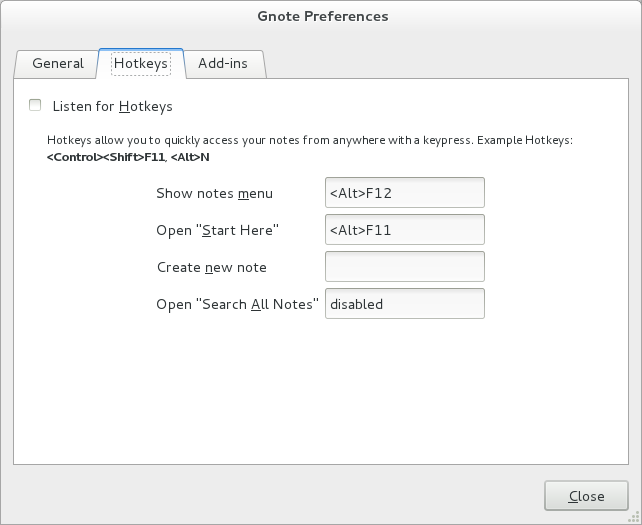 Gnote Preferences
General Hotkeys Add-ins
Listen for Hotkeys
Hotkeys allow you to quickly access your notes from anywhere with a keypress. Example Hotkeys:
<Control><Shift>F11, <Alt>N
Show notes menu <Alt>F12
Open "Start Here" <Alt>F11
Create new note
Open "Search All Notes" disabled
Close